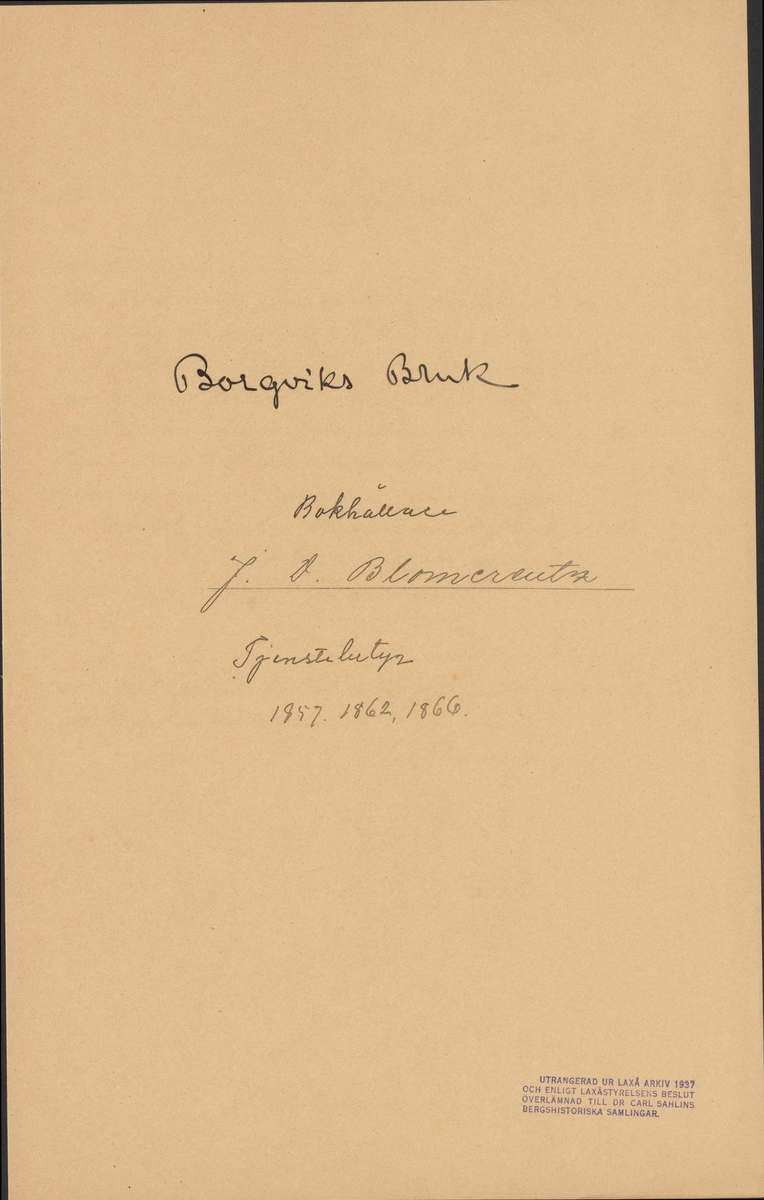 Borgviks Bruk
Bokhållare
J. D. Blomcreutz
Tjenstebetyg
1857. 1862, 1866.
UTRANGERAD UR LAXÅ ARKIV 1937
OCH ENLIGT LAXÅSTYRELSENS BESLUT
ÖVERLÄMNAD TILL DR CARL SAHLINS
BERGSHISTORISKA SAMLINGAR.